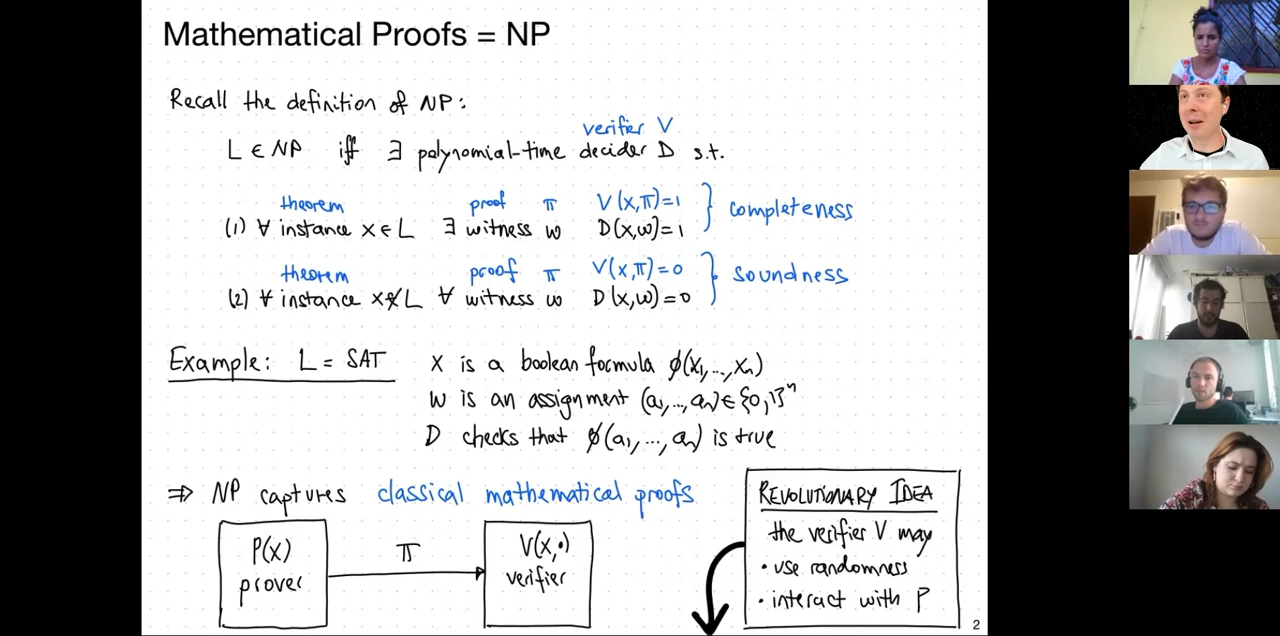 Mathematical Proofs = NP
Recall the definition of NP:
verifier V
L ∈ NP iff ∃ polynomial-time decider D s.t.
theorem proof π V(x,π)=1
(1) ∀ instance x ∈ L ∃ witness w D(x,w)=1 } completeness
theorem proof π V(x,π)=0
(2) ∀ instance x ∉ L ∀ witness w D(x,w)=0 } soundness
Example: L = SAT x is a boolean formula ϕ(x₁,...,xₙ)
w is an assignment (a₁,...,aₙ) ∈ {0,1}ⁿ
D checks that ϕ(a₁,...,aₙ) is true
⇒ NP captures classical mathematical proofs
P(x)
prover
π
V(x,•)
verifier
REVOLUTIONARY IDEA
the verifier V may
• use randomness
• interact with P
2